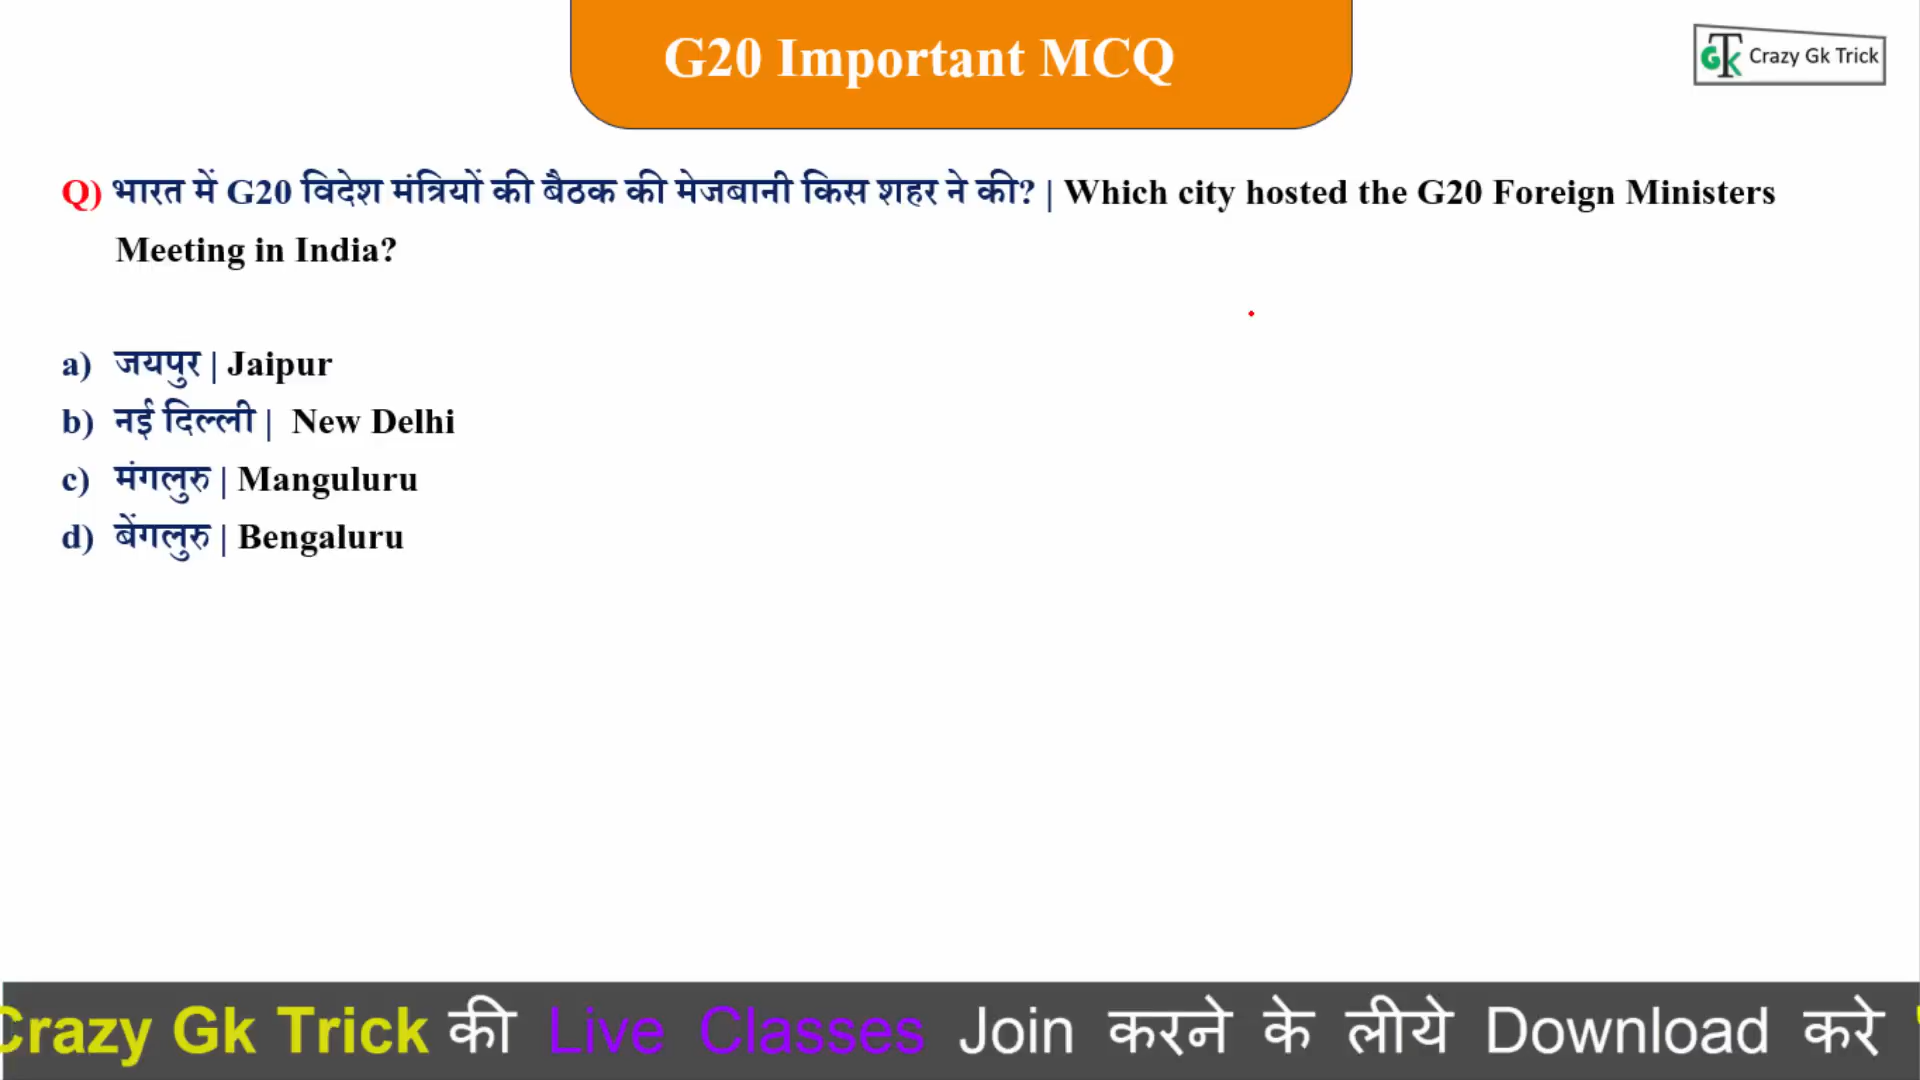 G20 Important MCQ
GTk Crazy Gk Trick
Q) भारत में G20 विदेश मंत्रियों की बैठक की मेजबानी किस शहर ने की? | Which city hosted the G20 Foreign Ministers
Meeting in India?
a) जयपुर | Jaipur
b) नई दिल्ली | New Delhi
c) मंगलुरु | Manguluru
d) बेंगलुरु | Bengaluru
Crazy Gk Trick की Live Classes Join करने के लीये Download करे